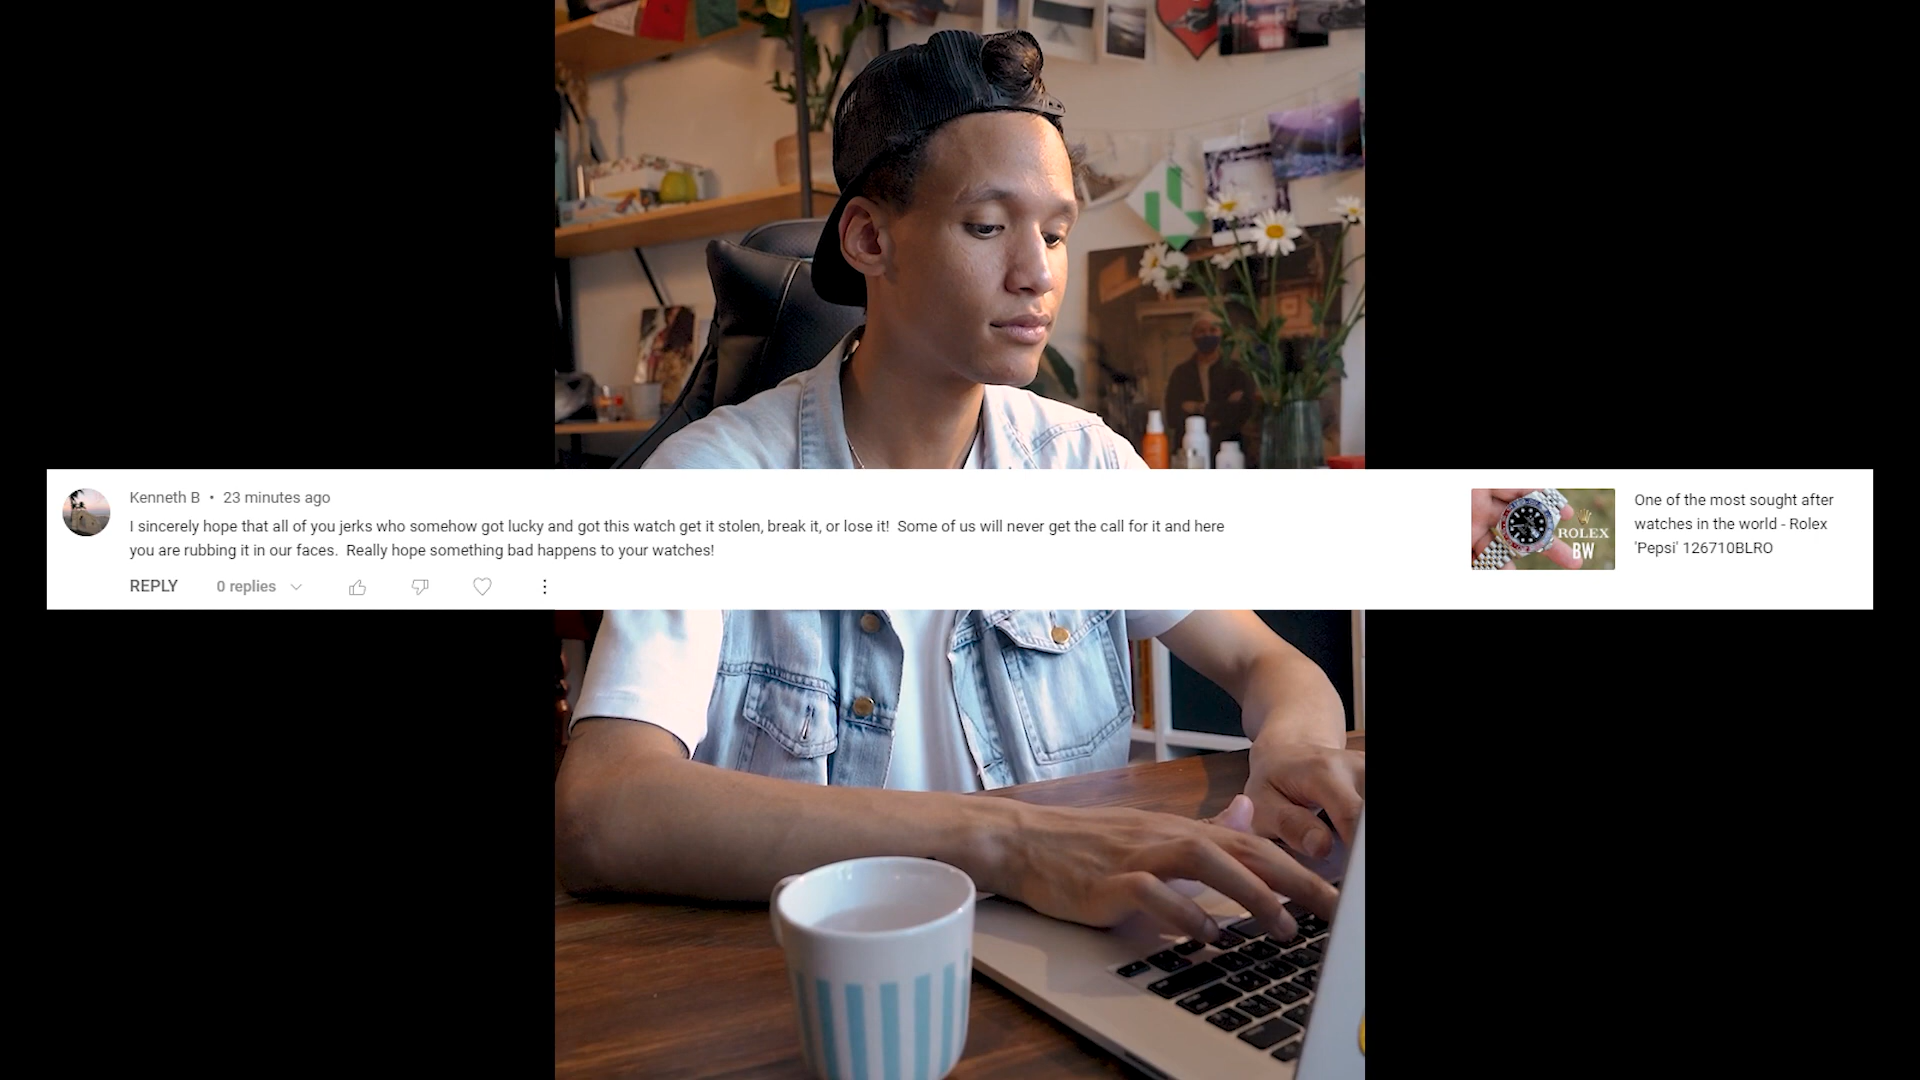 Kenneth B • 23 minutes ago
I sincerely hope that all of you jerks who somehow got lucky and got this watch get it stolen, break it, or lose it!  Some of us will never get the call for it and here
you are rubbing it in our faces.  Really hope something bad happens to your watches!
REPLY 0 replies
ROLEX
BW
One of the most sought after
watches in the world - Rolex
'Pepsi' 126710BLRO